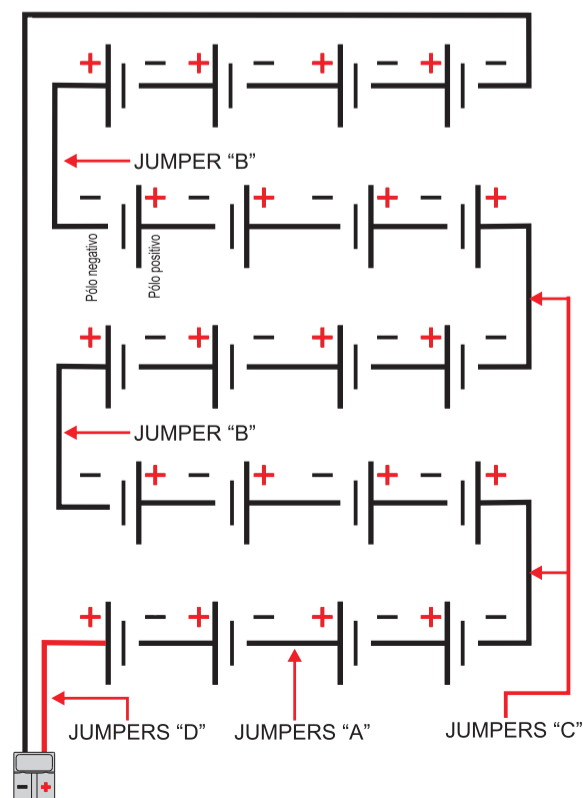 + − + − + − + −
JUMPER “B”
− + − + − + − +
Pólo negativo
Pólo positivo
+ − + − + − + −
JUMPER “B”
− + − + − + − +
+ − + − + − + −
JUMPERS “D”
JUMPERS “A”
JUMPERS “C”
− +